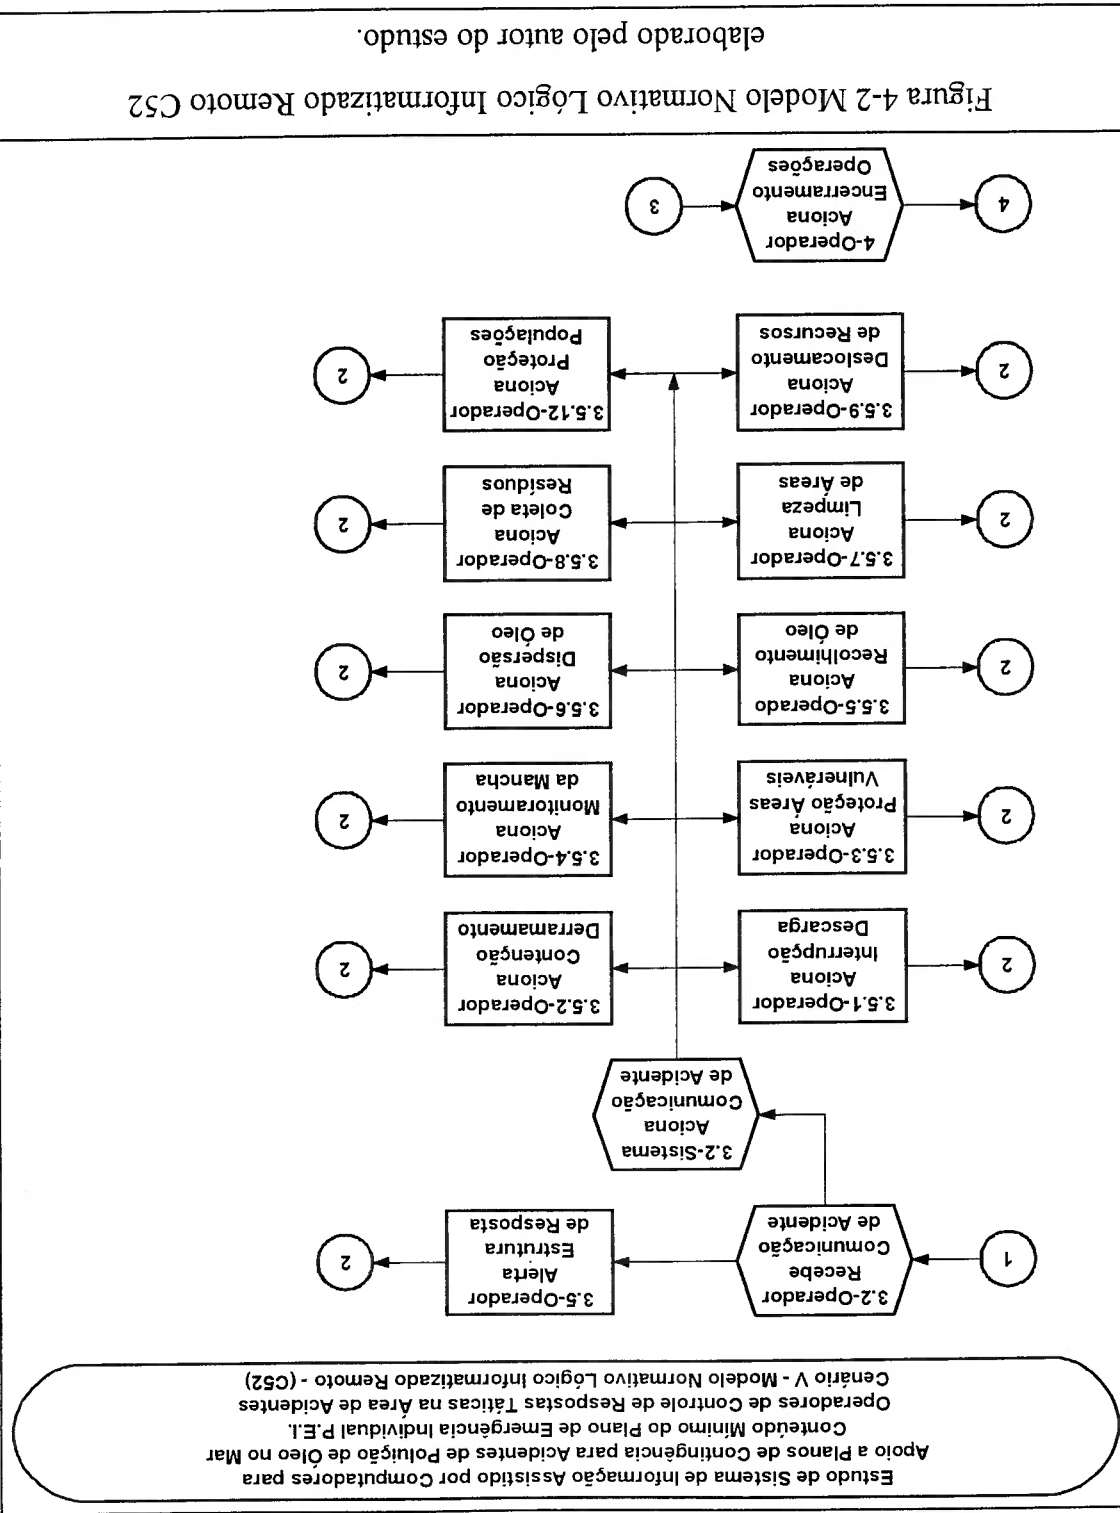 Estudo de Sistema de Informação Assistido por Computadores para
Apoio a Planos de Contingência para Acidentes de Poluição de Óleo no Mar
Conteúdo Mínimo do Plano de Emergência Individual P.E.I.
Operadores de Controle de Respostas Táticas na Área de Acidentes
Cenário V - Modelo Normativo Lógico Informatizado Remoto - (C52)
1
3.2-Operador
Recebe
Comunicação
de Acidente
3.5-Operador
Alerta
Estrutura
de Resposta
2
3.2-Sistema
Aciona
Comunicação
de Acidente
2
3.5.1-Operador
Aciona
Interrupção
Descarga
3.5.2-Operador
Aciona
Contenção
Derramamento
2
2
3.5.3-Operador
Aciona
Proteção Áreas
Vulneráveis
3.5.4-Operador
Aciona
Monitoramento
da Mancha
2
2
3.5.5-Operado
Aciona
Recolhimento
de Óleo
3.5.6-Operador
Aciona
Dispersão
de Óleo
2
2
3.5.7-Operador
Aciona
Limpeza
de Áreas
3.5.8-Operador
Aciona
Coleta de
Resíduos
2
2
3.5.9-Operador
Aciona
Deslocamento
de Recursos
3.5.12-Operador
Aciona
Proteção
Populações
2
4
4-Operador
Aciona
Encerramento
Operações
3
Figura 4-2 Modelo Normativo Lógico Informatizado Remoto C52
elaborado pelo autor do estudo.